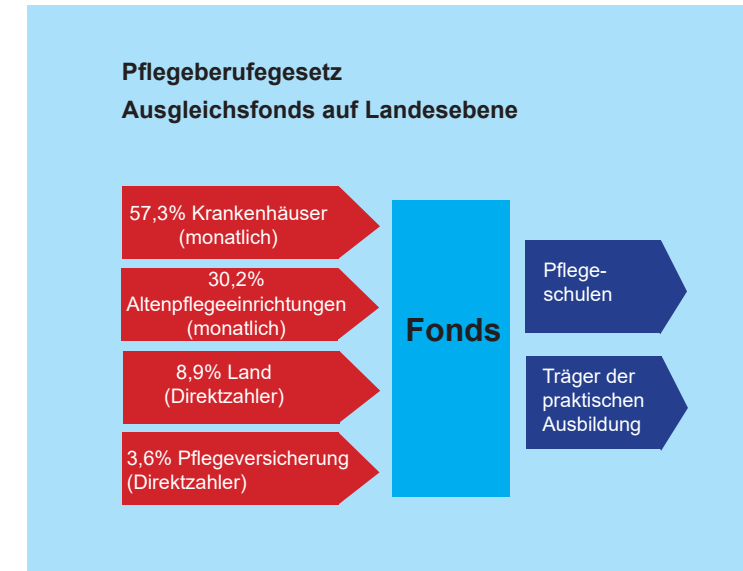 Pflegeberufegesetz
Ausgleichsfonds auf Landesebene
57,3% Krankenhäuser
(monatlich)
30,2%
Altenpflegeeinrichtungen
(monatlich)
8,9% Land
(Direktzahler)
3,6% Pflegeversicherung
(Direktzahler)
Fonds
Pflege-
schulen
Träger der
praktischen
Ausbildung